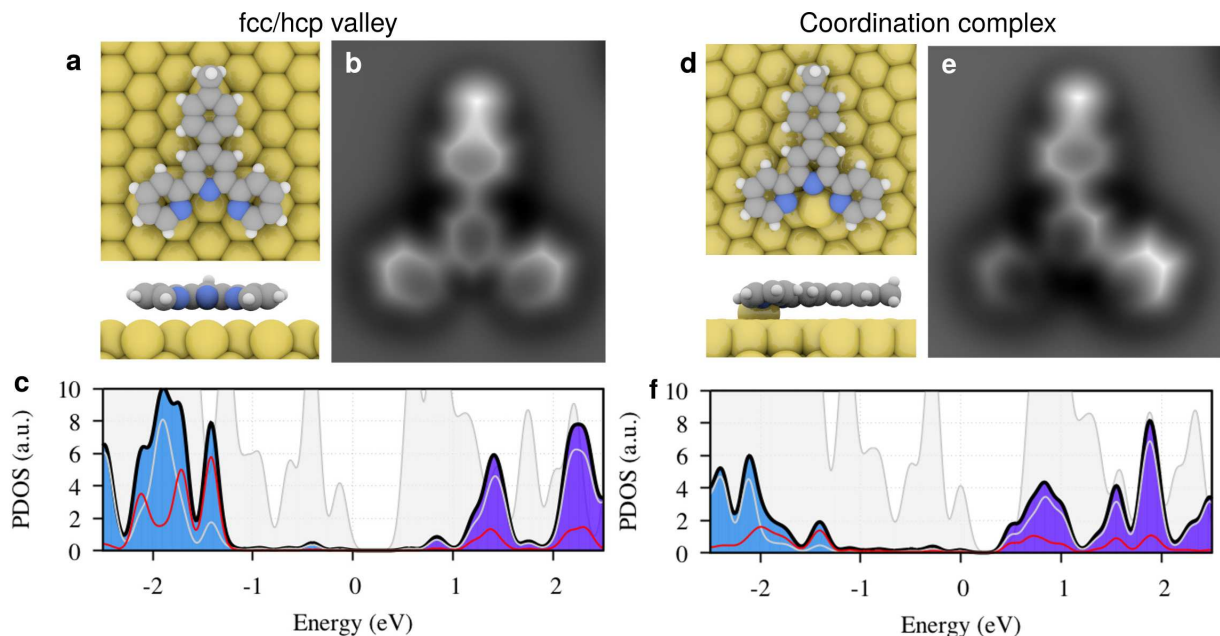 fcc/hcp valley
Coordination complex
a
b
d
e
c
10
8
6
4
2
0
PDOS (a.u.)
-2
-1
0
1
2
Energy (eV)
f
10
8
6
4
2
0
PDOS (a.u.)
-2
-1
0
1
2
Energy (eV)